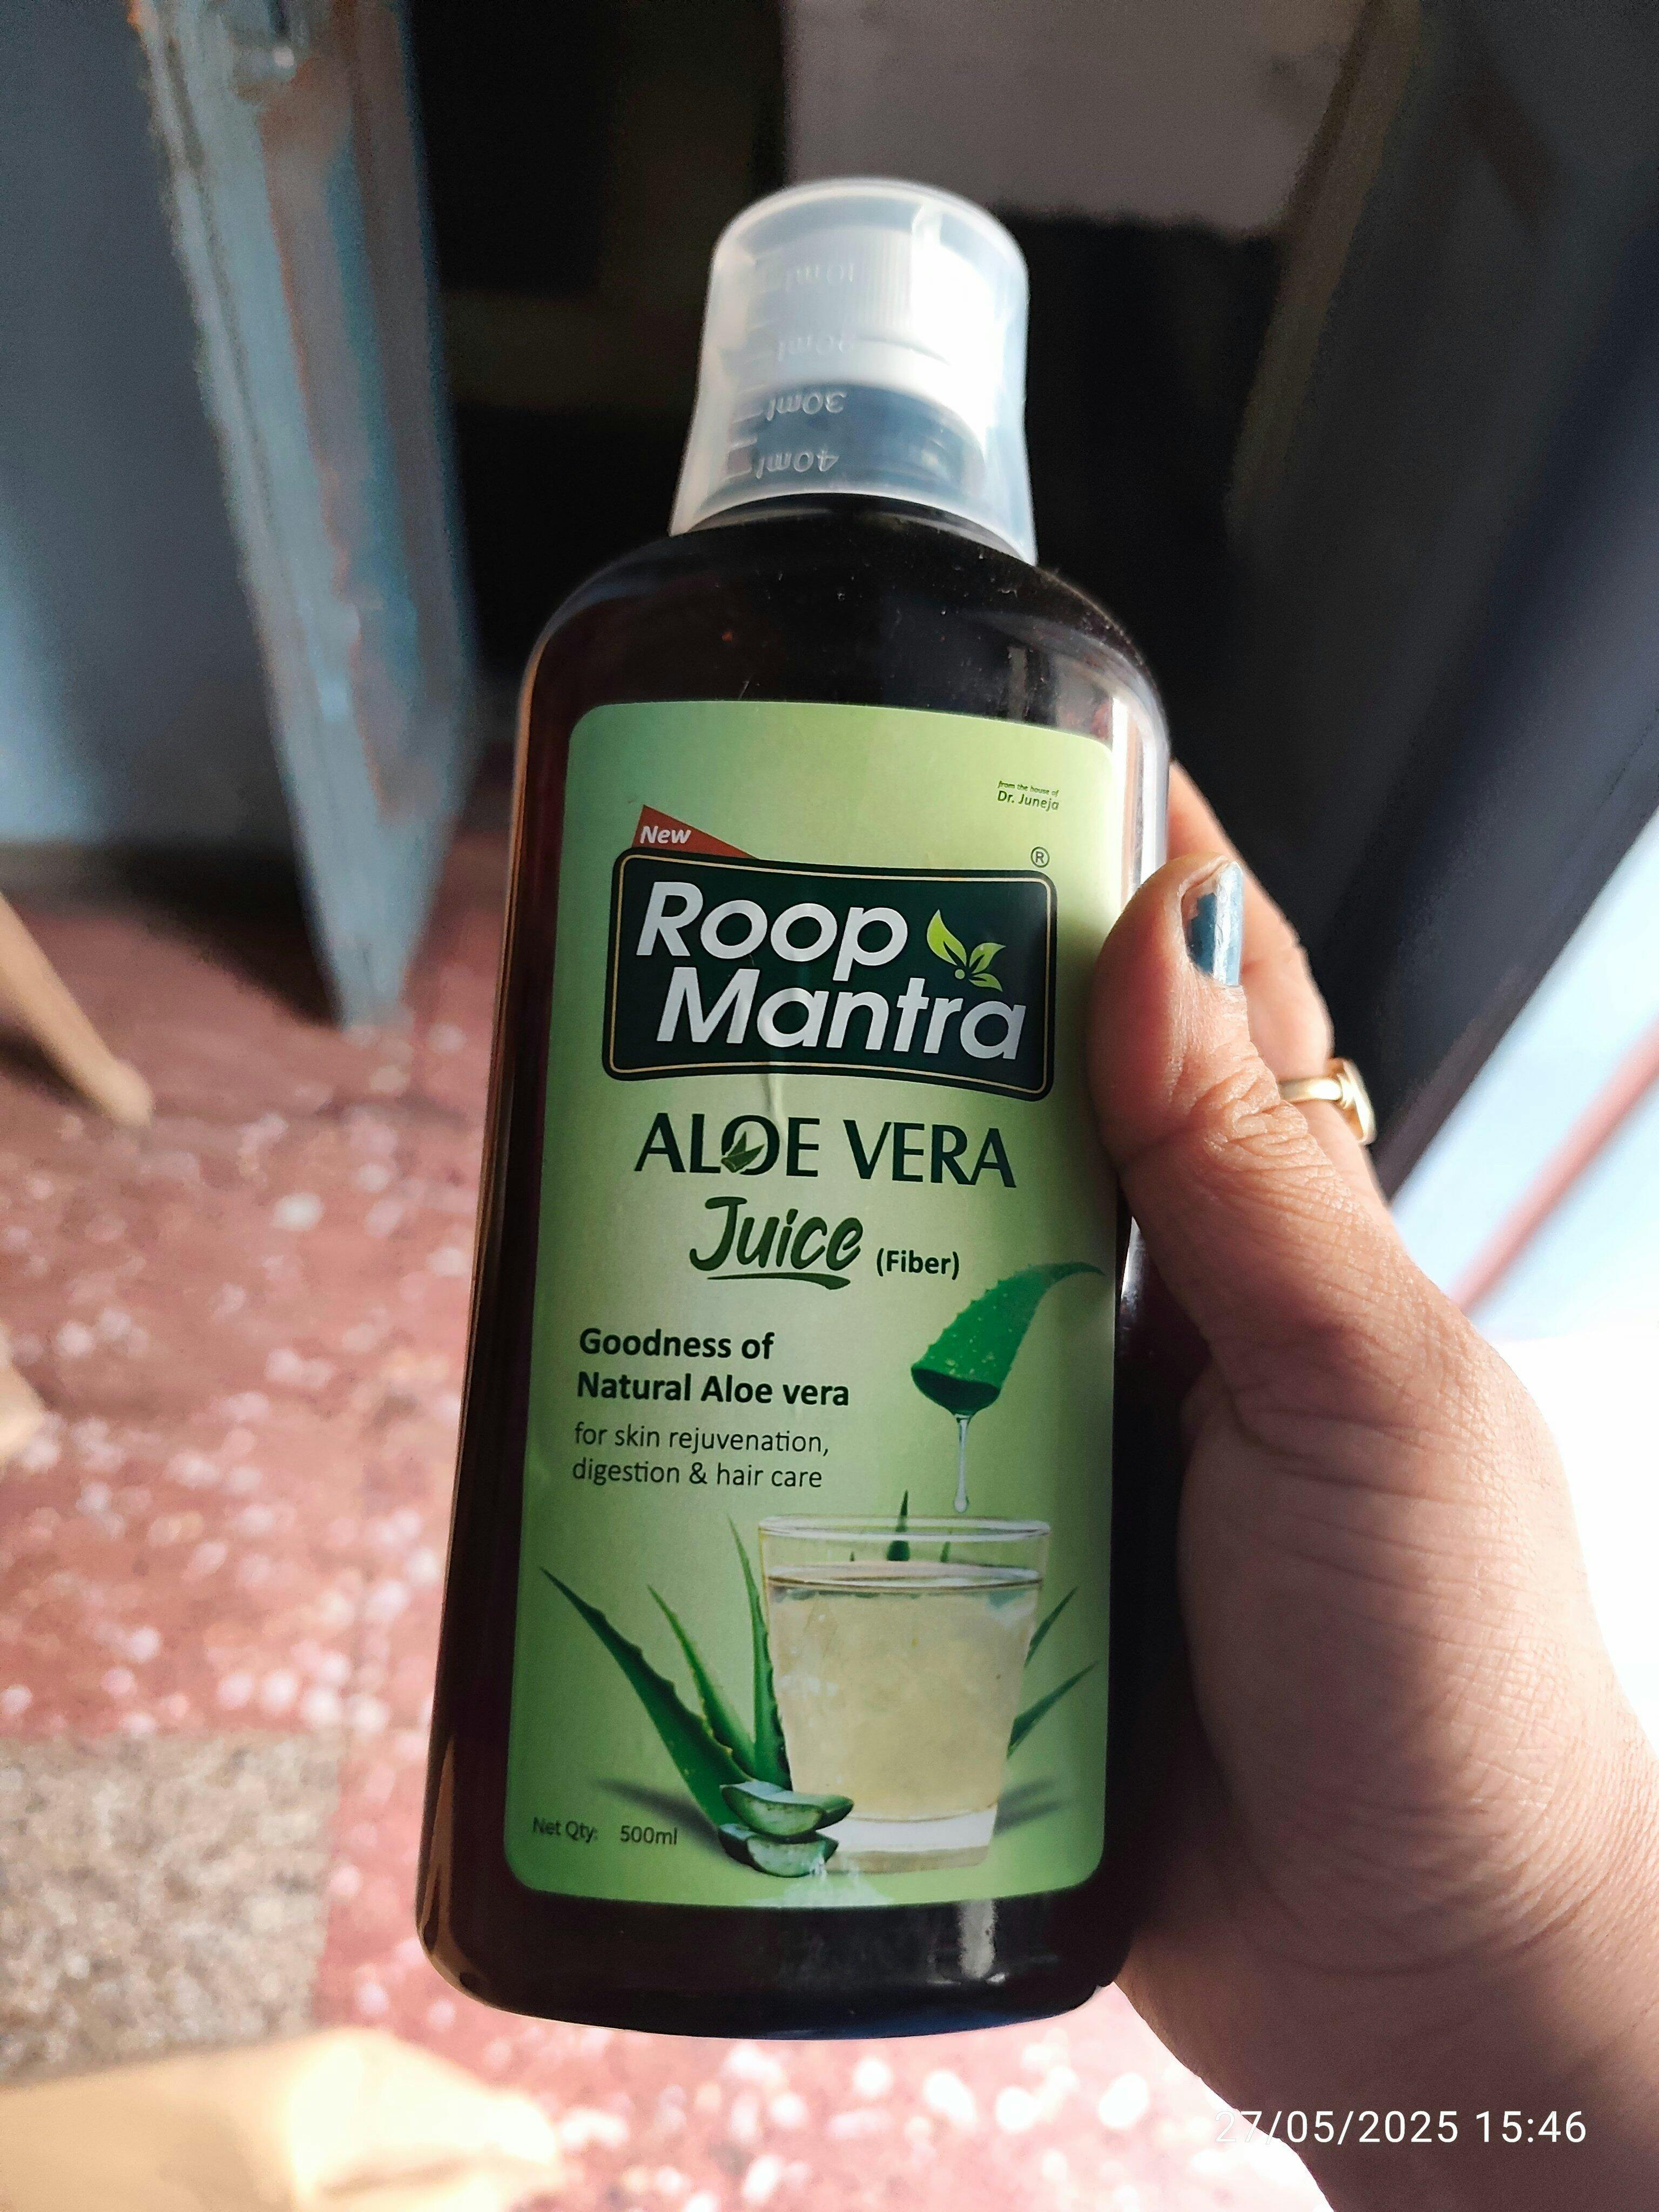 10ml
20ml
30ml
40ml
from the house of
Dr. Juneja
New
®
Roop
Mantra
ALOE VERA
Juice (Fiber)
Goodness of
Natural Aloe vera
for skin rejuvenation,
digestion & hair care
Net Qty: 500ml
27/05/2025 15:46